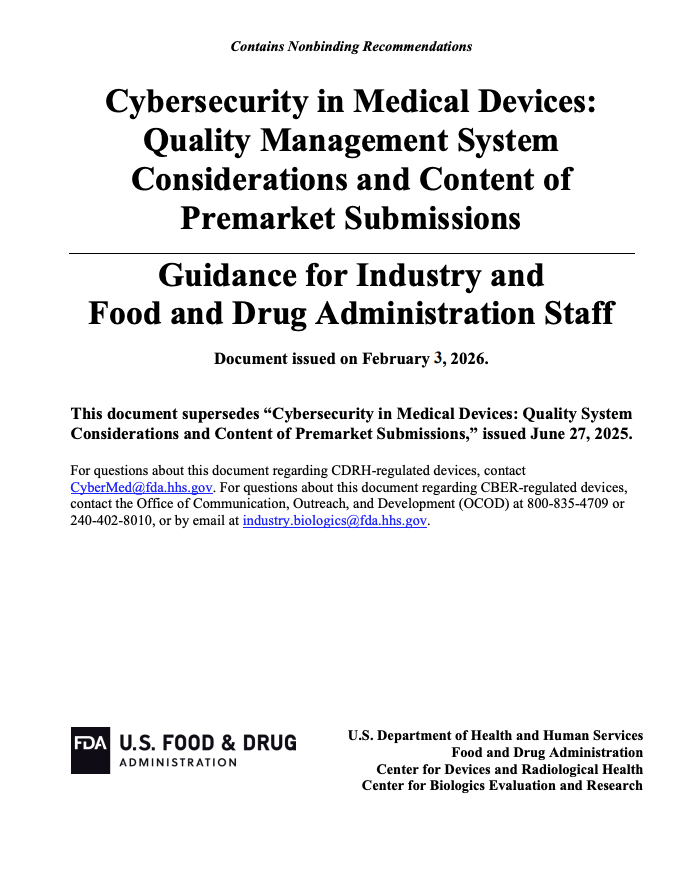 Contains Nonbinding Recommendations
Cybersecurity in Medical Devices:
Quality Management System
Considerations and Content of
Premarket Submissions
Guidance for Industry and
Food and Drug Administration Staff
Document issued on February 3, 2026.
This document supersedes “Cybersecurity in Medical Devices: Quality System
Considerations and Content of Premarket Submissions,” issued June 27, 2025.
For questions about this document regarding CDRH-regulated devices, contact
CyberMed@fda.hhs.gov. For questions about this document regarding CBER-regulated devices,
contact the Office of Communication, Outreach, and Development (OCOD) at 800-835-4709 or
240-402-8010, or by email at industry.biologics@fda.hhs.gov.
FDA U.S. FOOD & DRUG
ADMINISTRATION
U.S. Department of Health and Human Services
Food and Drug Administration
Center for Devices and Radiological Health
Center for Biologics Evaluation and Research